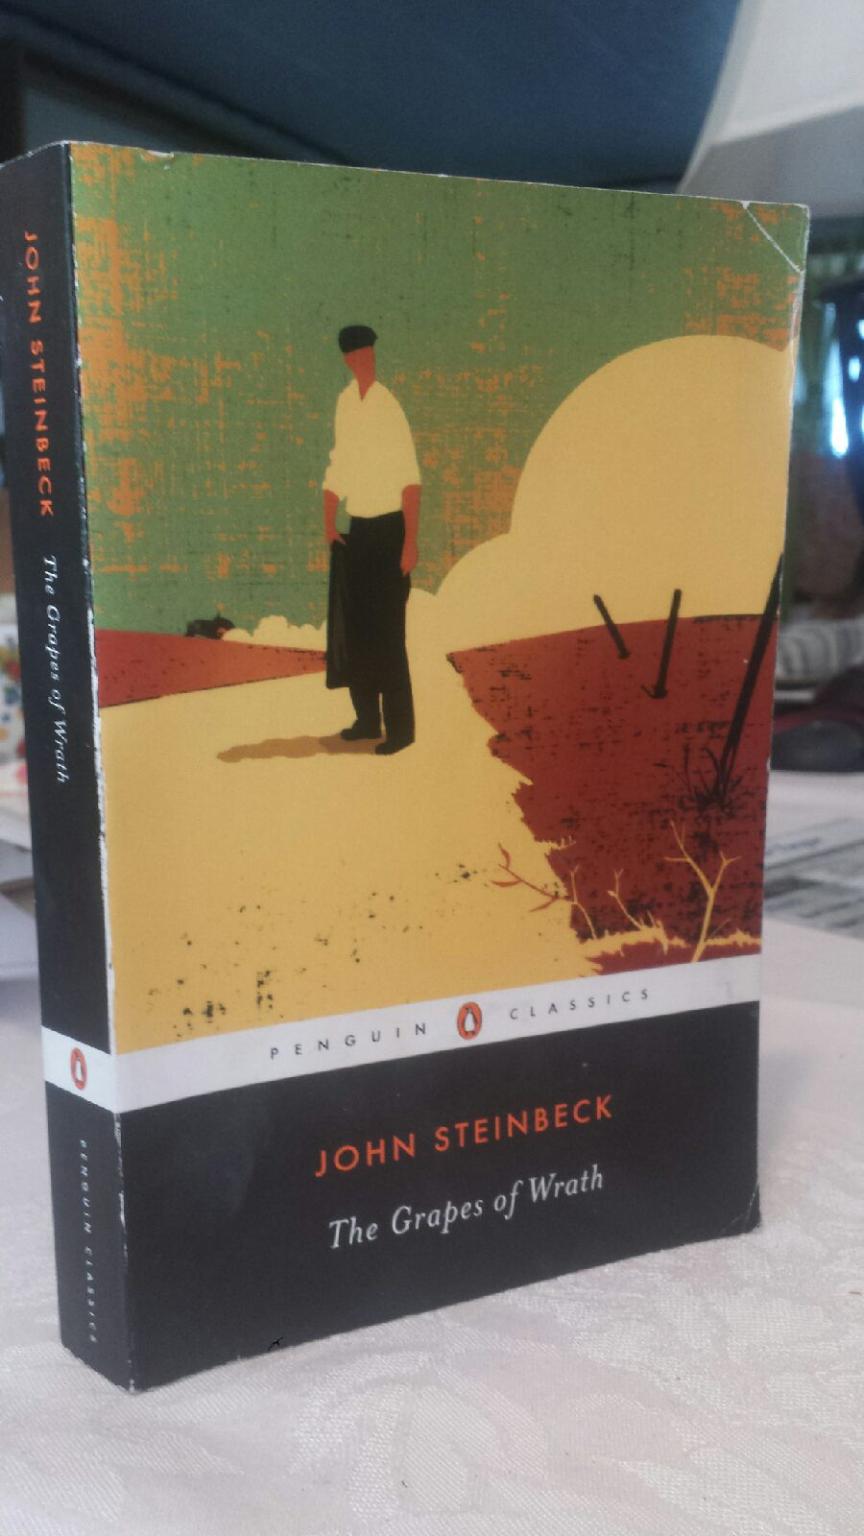 JOHN STEINBECK The Grapes of Wrath
PENGUIN CLASSICS
PENGUIN CLASSICS
JOHN STEINBECK
The Grapes of Wrath